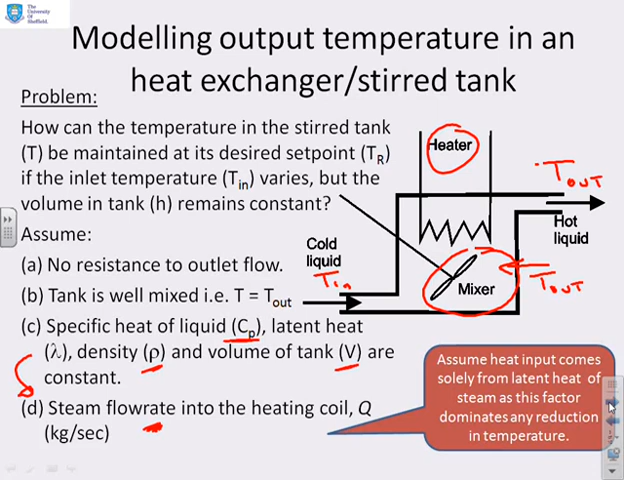 The
University
Of
Sheffield.
Modelling output temperature in an
heat exchanger/stirred tank
Problem:
How can the temperature in the stirred tank
(T) be maintained at its desired setpoint (T_R)
if the inlet temperature (T_in) varies, but the
volume in tank (h) remains constant?
Assume:
(a) No resistance to outlet flow.
(b) Tank is well mixed i.e. T = T_out
(c) Specific heat of liquid (C_p), latent heat
(λ), density (ρ) and volume of tank (V) are
constant.
(d) Steam flowrate into the heating coil, Q
(kg/sec)
Heater
T_OUT
Hot
liquid
Cold
liquid
T_in
Mixer
T_OUT
Assume heat input comes
solely from latent heat of
steam as this factor
dominates any reduction
in temperature.